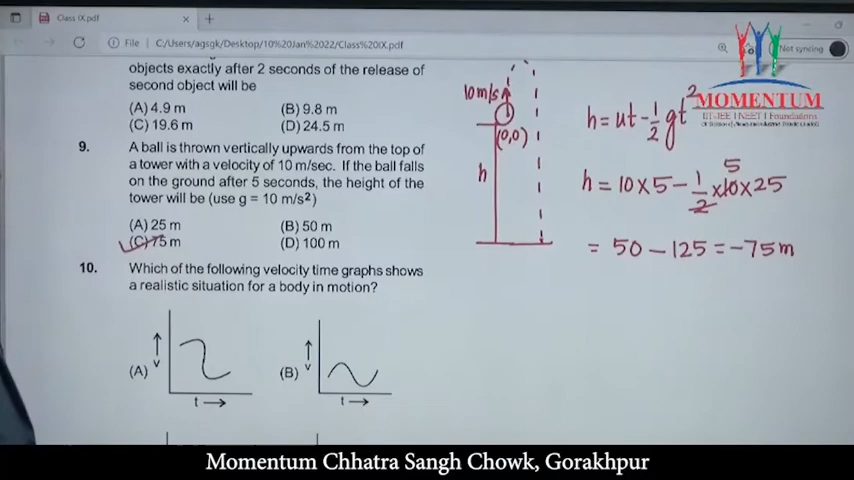 Class IX.pdf
File | C:/Users/agsgk/Desktop/10%20Jan%2022/Class%20IX.pdf
Not syncing
MOMENTUM
IIT-JEE | NEET | Foundations
objects exactly after 2 seconds of the release of
second object will be
(A) 4.9 m
(B) 9.8 m
(C) 19.6 m
(D) 24.5 m
9. A ball is thrown vertically upwards from the top of
a tower with a velocity of 10 m/sec. If the ball falls
on the ground after 5 seconds, the height of the
tower will be (use g = 10 m/s²)
(A) 25 m
(B) 50 m
(C) 75 m
(D) 100 m
10. Which of the following velocity time graphs shows
a realistic situation for a body in motion?
(A)
v
t
(B)
v
t
10 m/s
(0,0)
h
h = ut - 1/2 gt²
h = 10 × 5 - 1/2 × 10 × 25
5
= 50 - 125 = -75m
Momentum Chhatra Sangh Chowk, Gorakhpur